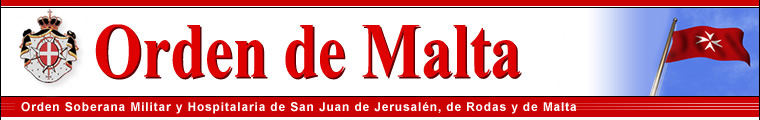 Orden de Malta
Orden Soberana Militar y Hospitalaria de San Juan de Jerusalén, de Rodas y de Malta